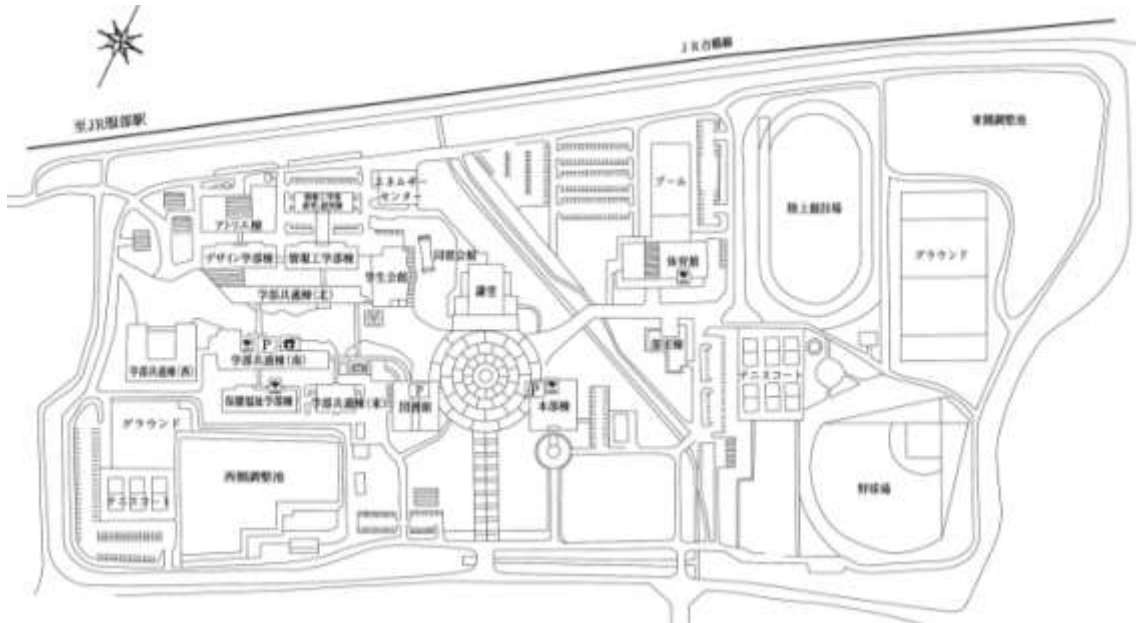 至JR服部駅
エネルギー
センター
プール
東側調整池
陸上競技場
アトリエ棟
デザイン学部棟
情報工学部棟
学生会館
同窓会館
講堂
体育館
グラウンド
学部共通棟(北)
P
学部共通棟(西)
学部共通棟(南)
部室棟
テニスコート
保健福祉学部棟
学部共通棟(東)
P
図書館
P
本部棟
グラウンド
西側調整池
テニスコート
野球場